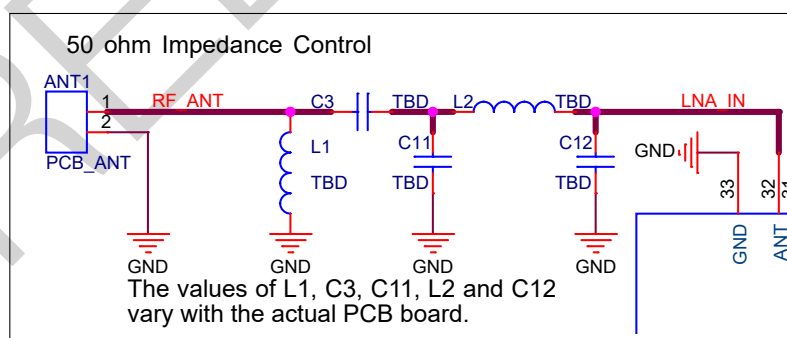 50 ohm Impedance Control
ANT1
1
RF_ANT
C3
TBD
L2
TBD
LNA_IN
2
PCB_ANT
L1
TBD
C11
TBD
C12
TBD
GND
33
32
GND
ANT
GND
GND
GND
GND
The values of L1, C3, C11, L2 and C12
vary with the actual PCB board.